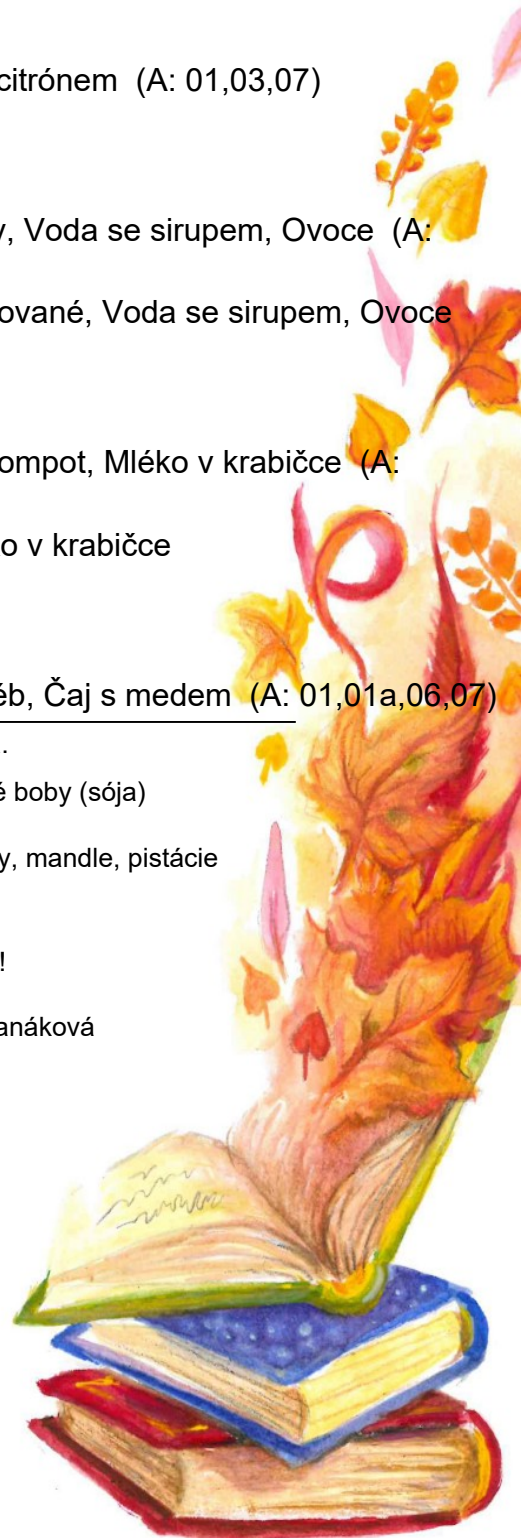 citrónem (A: 01,03,07)
y, Voda se sirupem, Ovoce (A:
ované, Voda se sirupem, Ovoce
ompot, Mléko v krabičce (A:
o v krabičce
éb, Čaj s medem (A: 01,01a,06,07)
.
é boby (sója)
y, mandle, pistácie
!
anáková